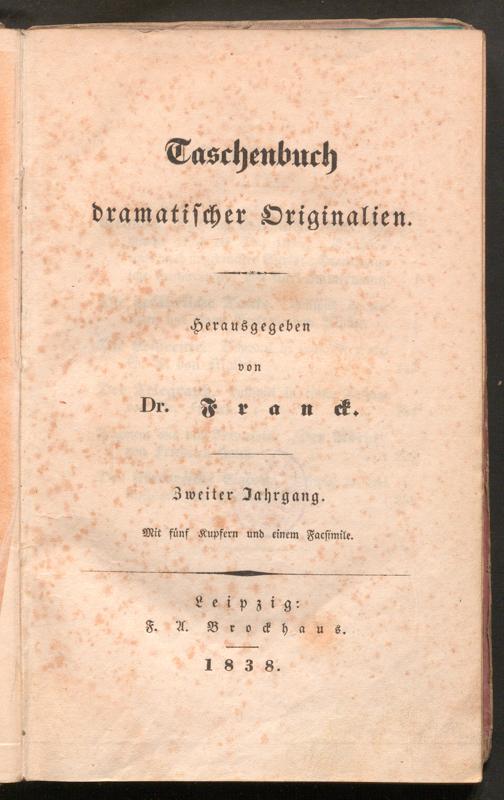 Taschenbuch
dramatischer Originalien.
Herausgegeben
von
Dr. Franck.
Zweiter Jahrgang.
Mit fünf Kupfern und einem Facsimile.
Leipzig:
F. A. Brockhaus.
1838.